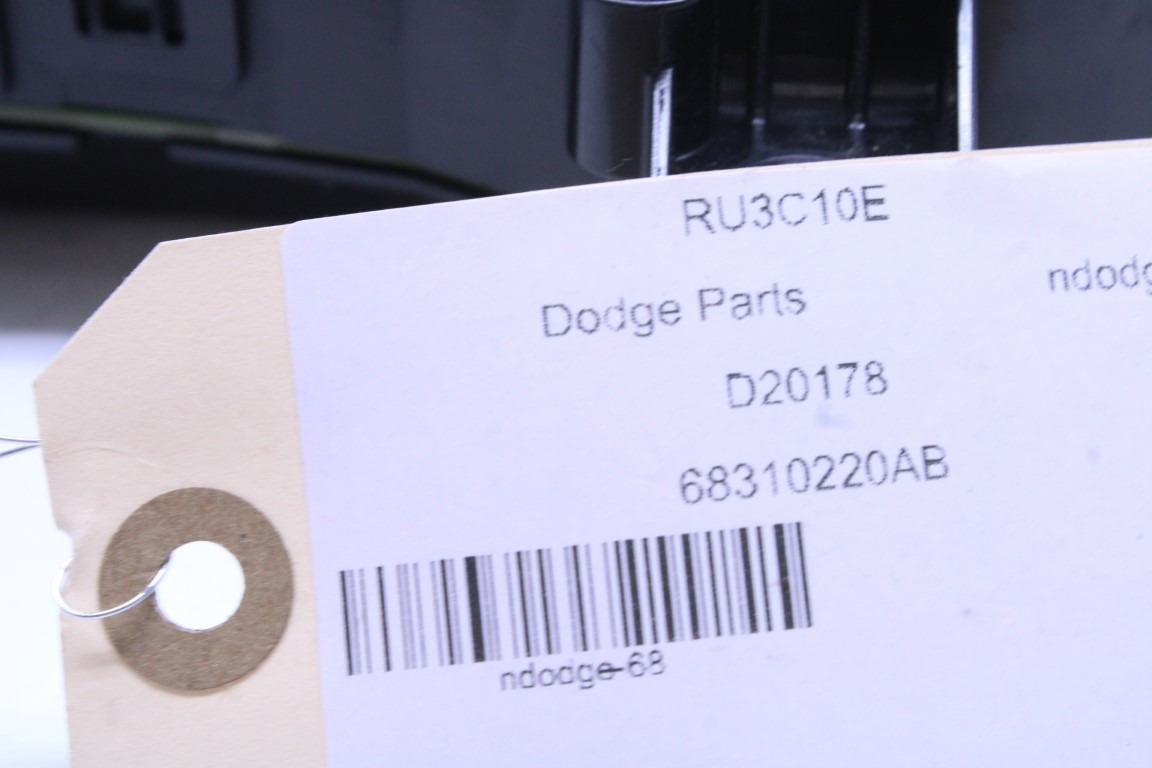 RU3C10E
ndodg
Dodge Parts
D20178
68310220AB
ndodge-68